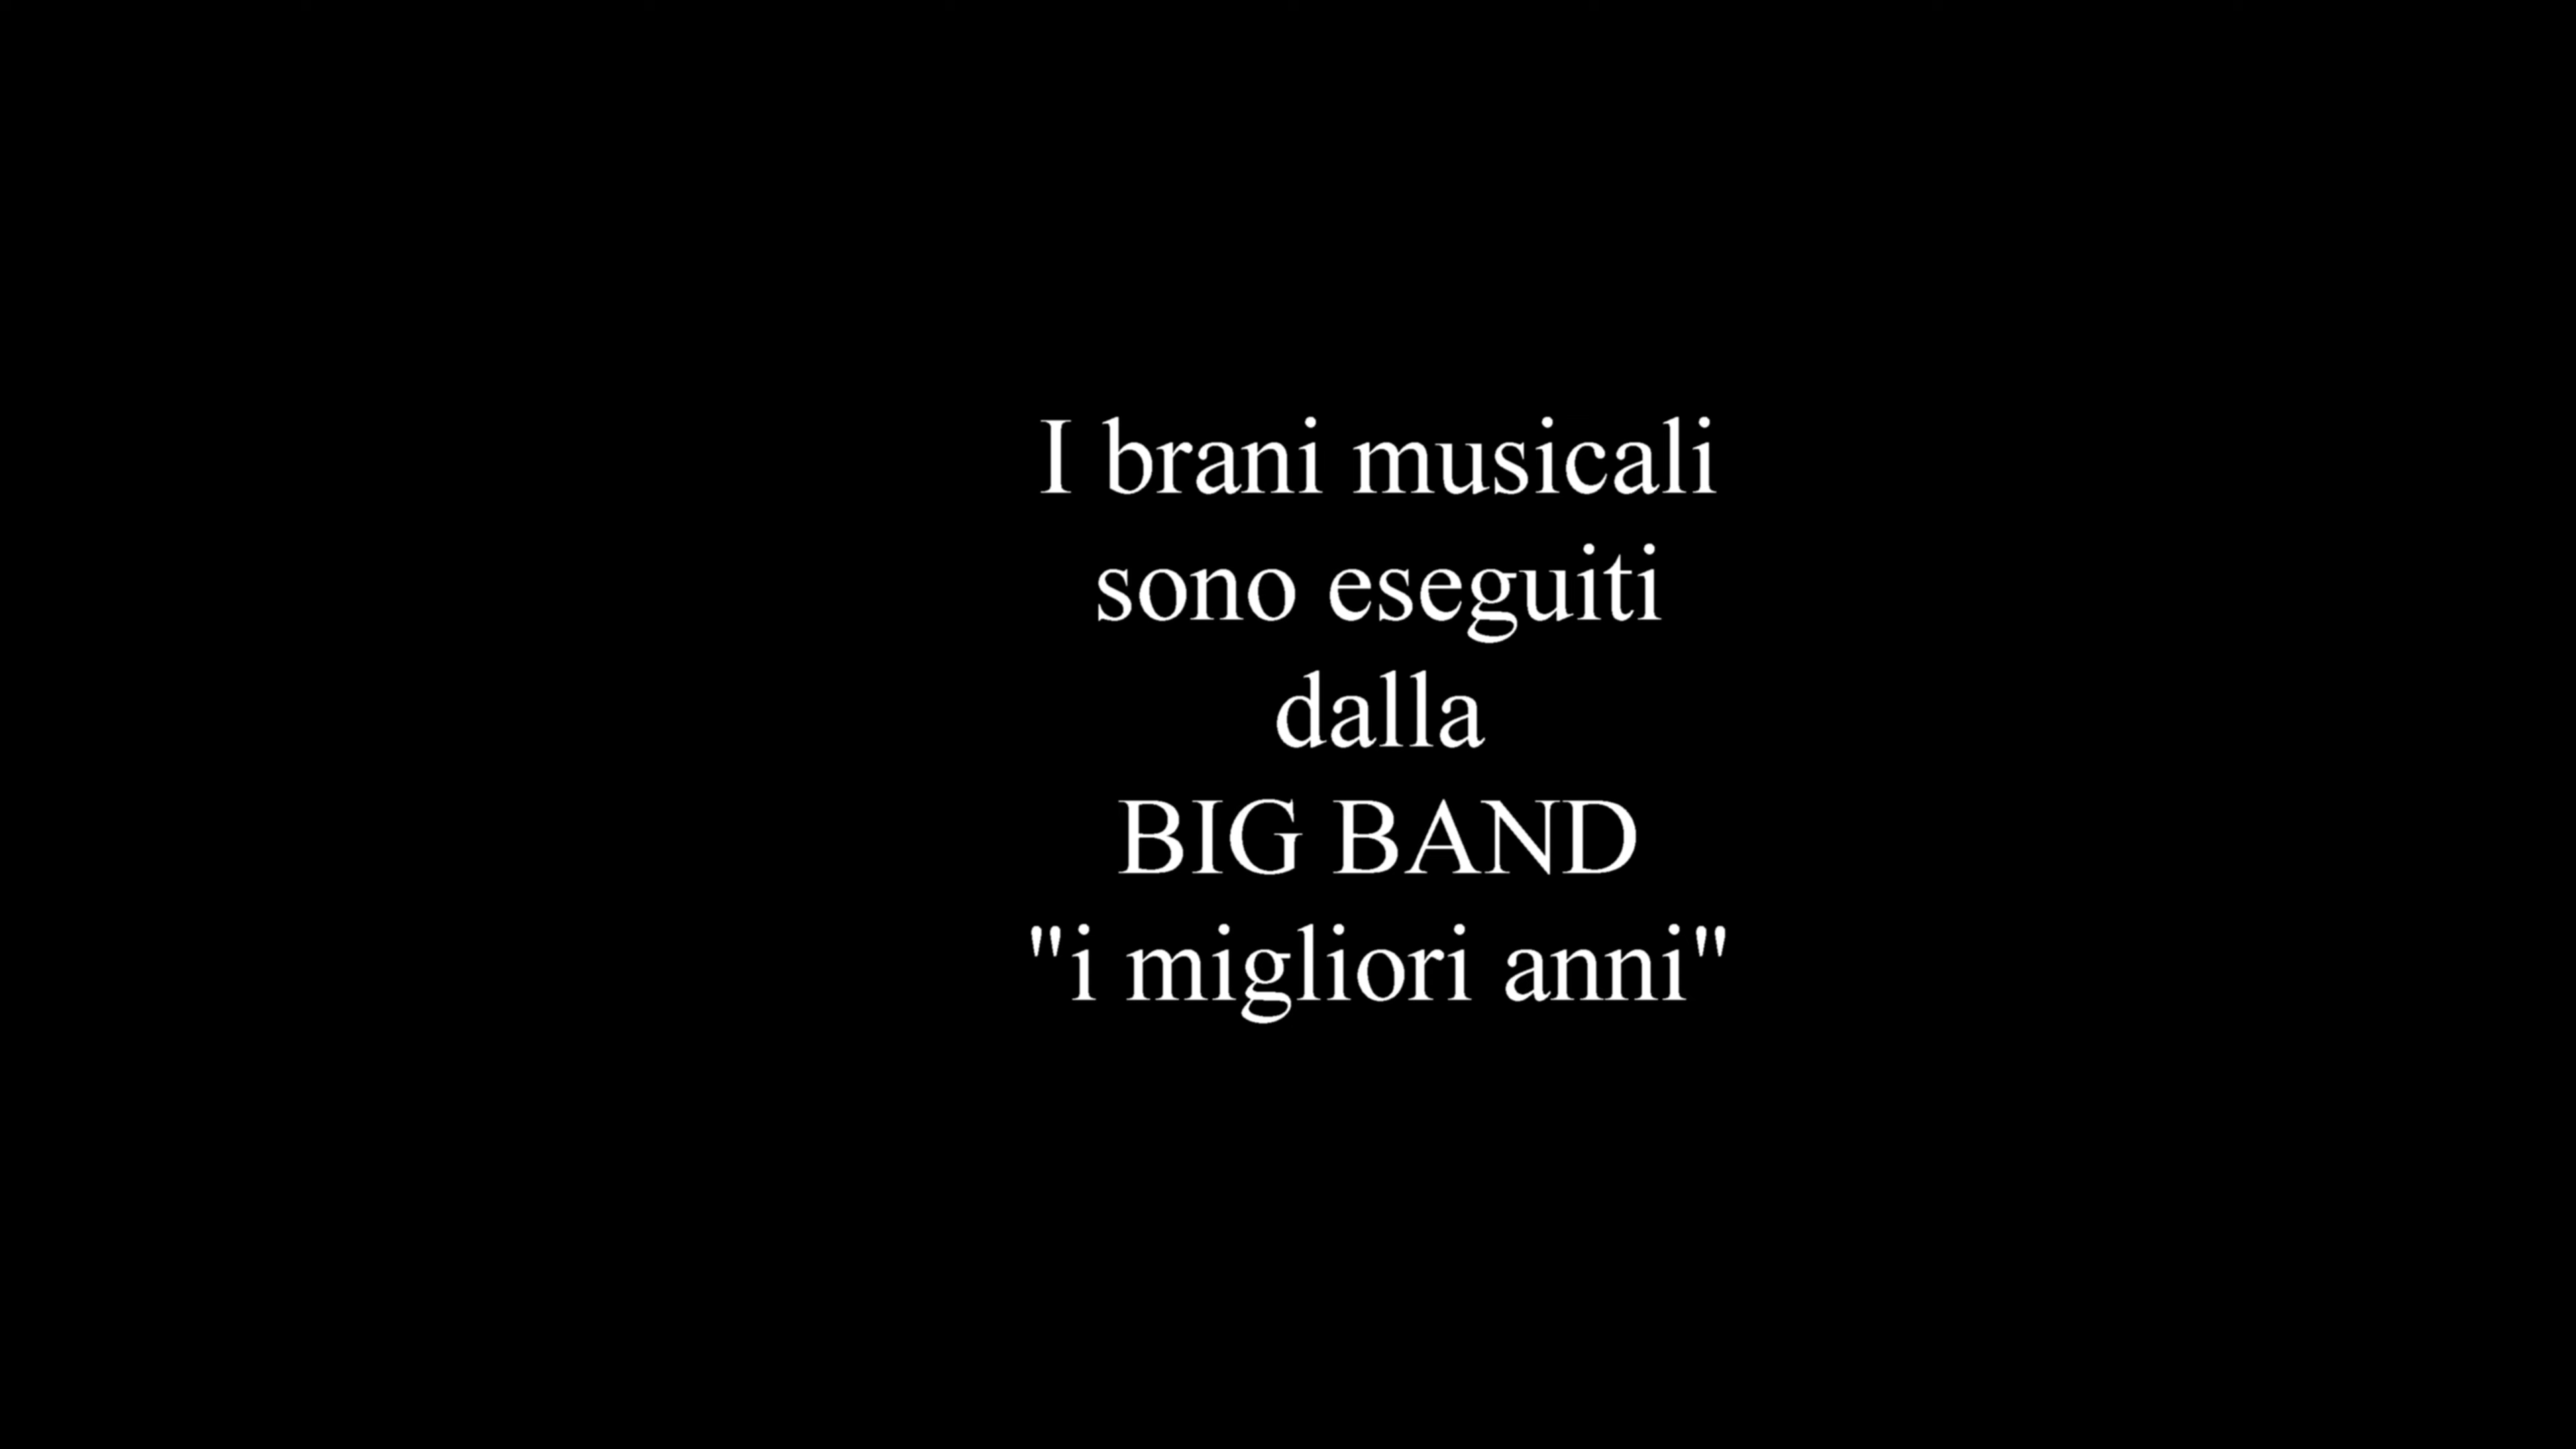 I brani musicali
sono eseguiti
dalla
BIG BAND
"i migliori anni"